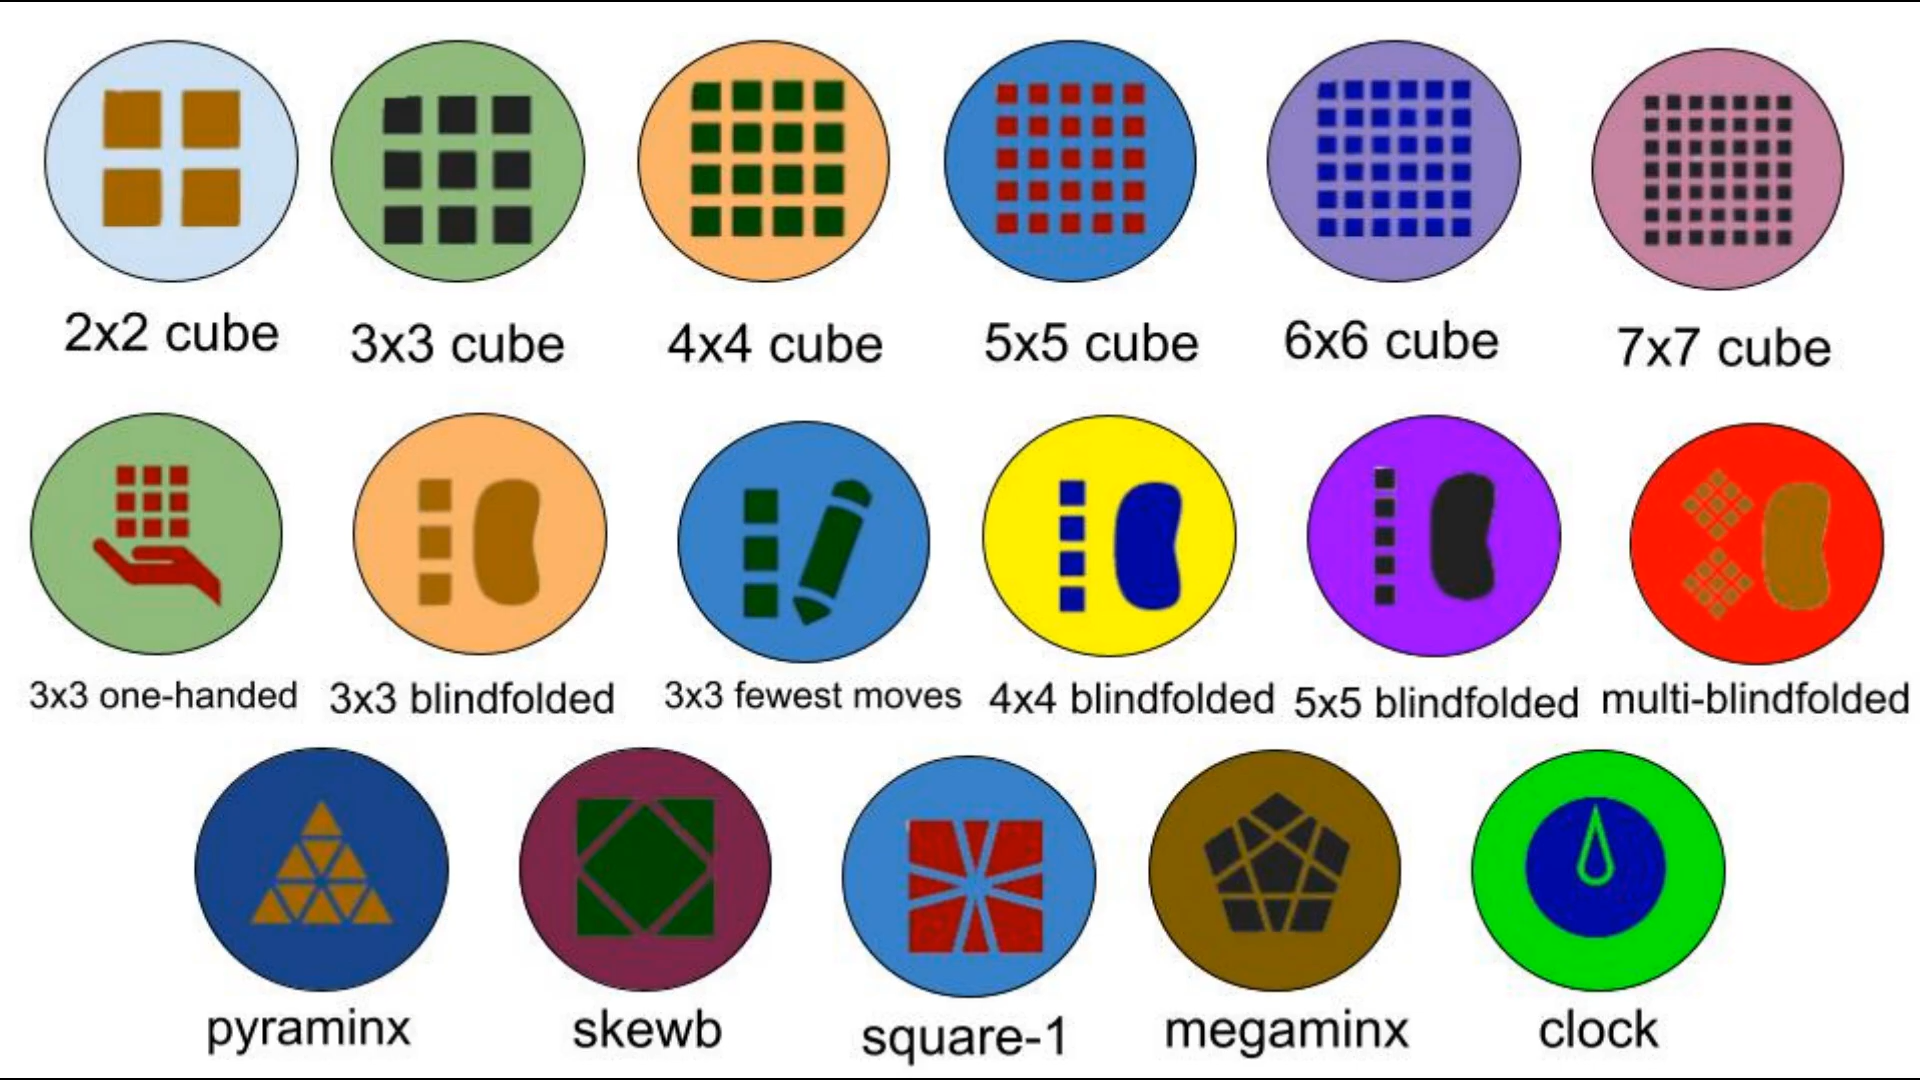 2x2 cube
3x3 cube
4x4 cube
5x5 cube
6x6 cube
7x7 cube
3x3 one-handed
3x3 blindfolded
3x3 fewest moves
4x4 blindfolded
5x5 blindfolded
multi-blindfolded
pyraminx
skewb
square-1
megaminx
clock